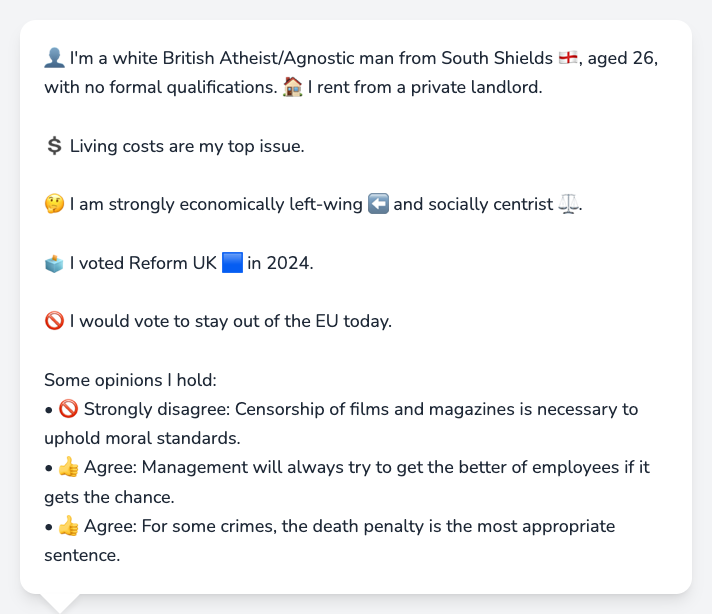 👤 I'm a white British Atheist/Agnostic man from South Shields 🏴󠁧󠁢󠁥󠁮󠁧󠁿, aged 26,
with no formal qualifications. 🏠 I rent from a private landlord.
💲 Living costs are my top issue.
🤔 I am strongly economically left-wing ⬅️ and socially centrist ⚖️.
🗳️ I voted Reform UK 🟦 in 2024.
🚫 I would vote to stay out of the EU today.
Some opinions I hold:
• 🚫 Strongly disagree: Censorship of films and magazines is necessary to
uphold moral standards.
• 👍 Agree: Management will always try to get the better of employees if it
gets the chance.
• 👍 Agree: For some crimes, the death penalty is the most appropriate
sentence.